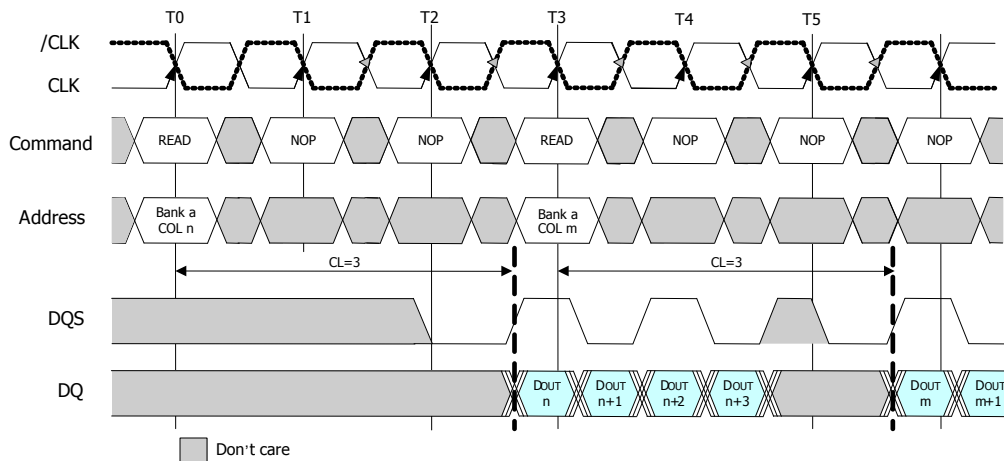 T0 T1 T2 T3 T4 T5
/CLK
CLK
Command READ NOP NOP READ NOP NOP NOP
Address Bank a COL n Bank a COL m
CL=3 CL=3
DQS
DQ DOUT n DOUT n+1 DOUT n+2 DOUT n+3 DOUT m DOUT m+1
Don't care